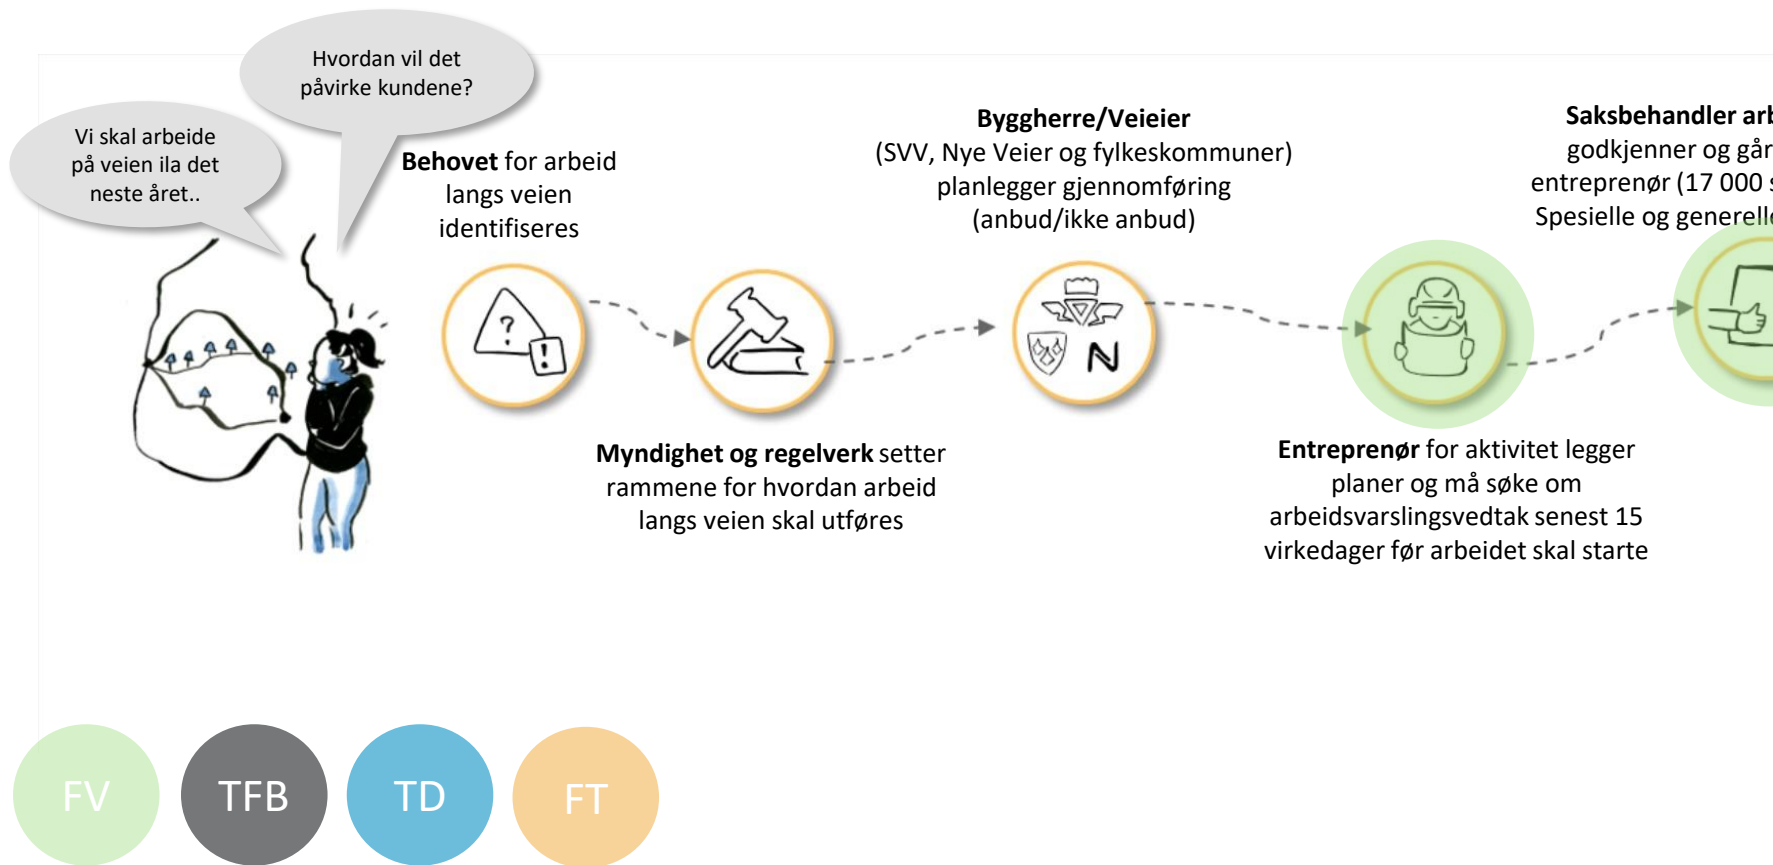 Hvordan vil det
påvirke kundene?
Vi skal arbeide
på veien ila det
neste året..
Behovet for arbeid
langs veien
identifiseres
Myndighet og regelverk setter
rammene for hvordan arbeid
langs veien skal utføres
Byggherre/Veieier
(SVV, Nye Veier og fylkeskommuner)
planlegger gjennomføring
(anbud/ikke anbud)
Entreprenør for aktivitet legger
planer og må søke om
arbeidsvarslingsvedtak senest 15
virkedager før arbeidet skal starte
Saksbehandler arb
godkjenner og går
entreprenør (17 000 s
Spesielle og generelle
? !
N
FV
TFB
TD
FT